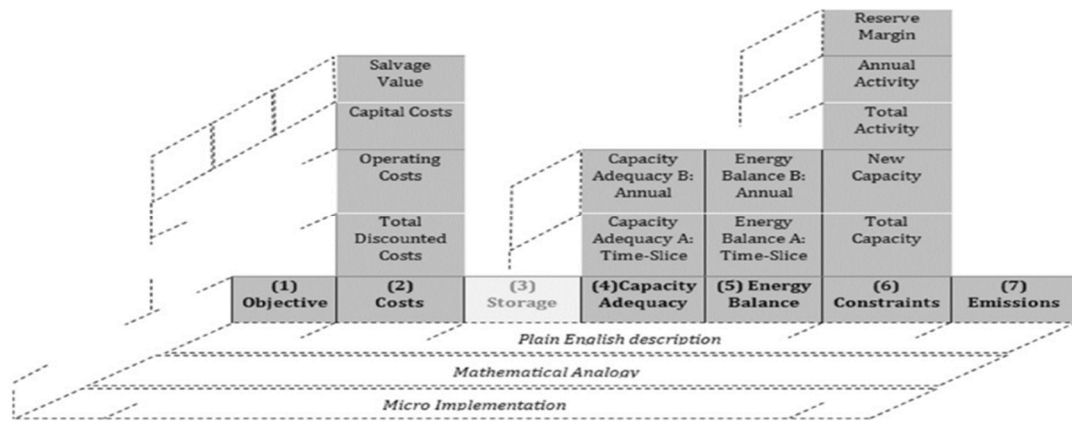 Reserve
Margin
Salvage
Value
Annual
Activity
Capital Costs
Total
Activity
Operating
Costs
Capacity
Adequacy B:
Annual
Energy
Balance B:
Annual
New
Capacity
Total
Discounted
Costs
Capacity
Adequacy A:
Time-Slice
Energy
Balance A:
Time-Slice
Total
Capacity
(1)
Objective
(2)
Costs
(3)
Storage
(4)Capacity
Adequacy
(5) Energy
Balance
(6)
Constraints
(7)
Emissions
Plain English description
Mathematical Analogy
Micro Implementation